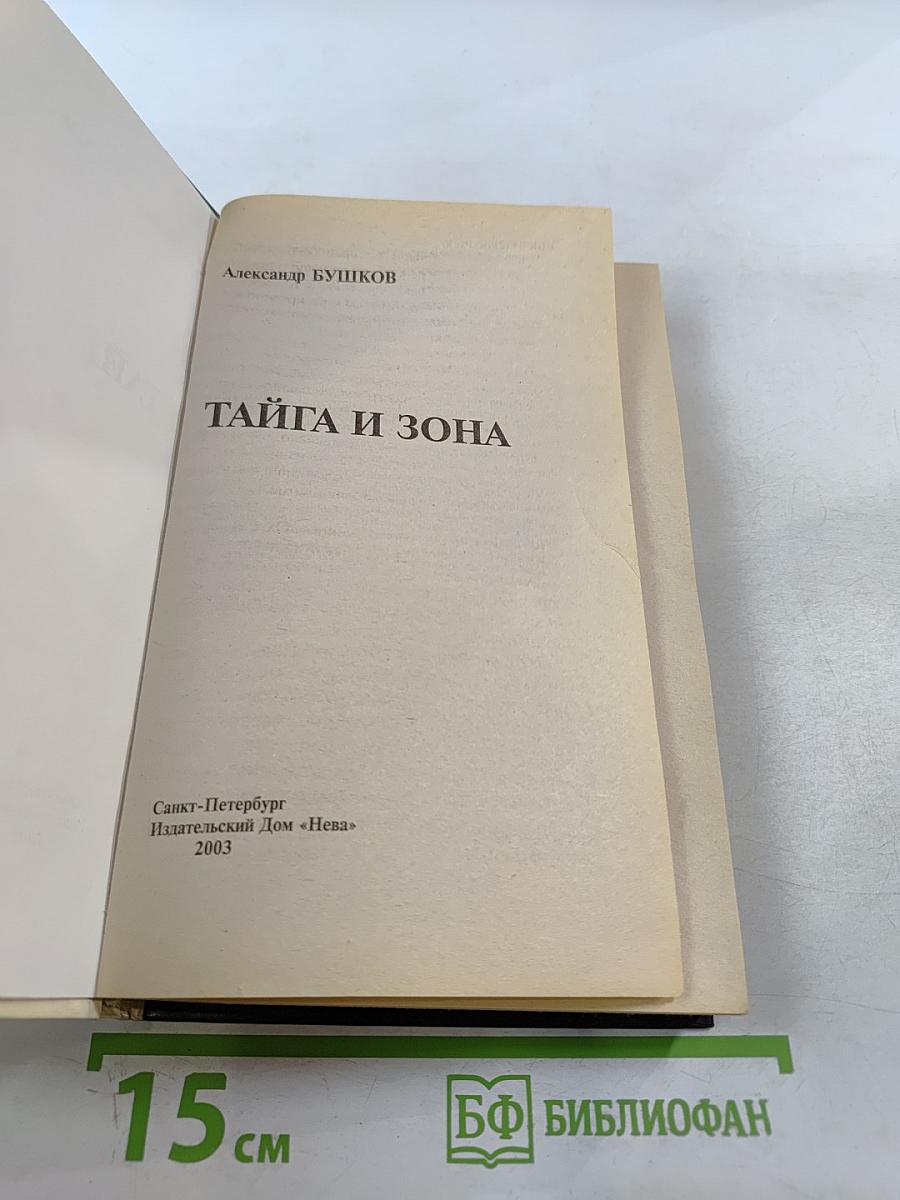 Александр БУШКОВ
ТАЙГА И ЗОНА
Санкт-Петербург
Издательский Дом «Нева»
2003
15 см
БФ БИБЛИОФАН